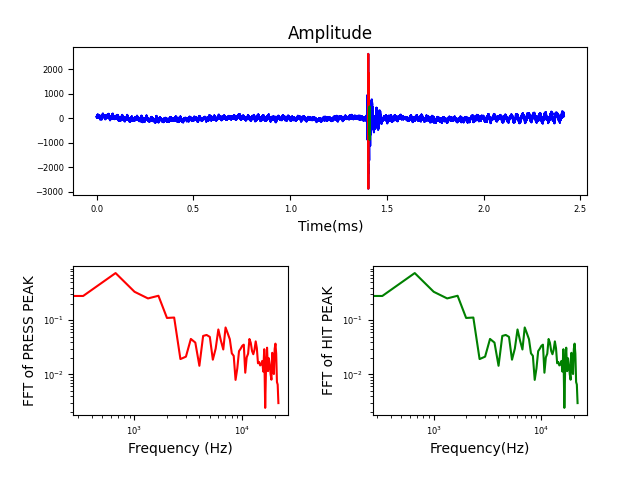 Amplitude
2000
1000
0
−1000
−2000
−3000
0.0 0.5 1.0 1.5 2.0 2.5
Time(ms)
FFT of PRESS PEAK
10⁻¹
10⁻²
10³ 10⁴
Frequency (Hz)
FFT of HIT PEAK
10⁻¹
10⁻²
10³ 10⁴
Frequency(Hz)